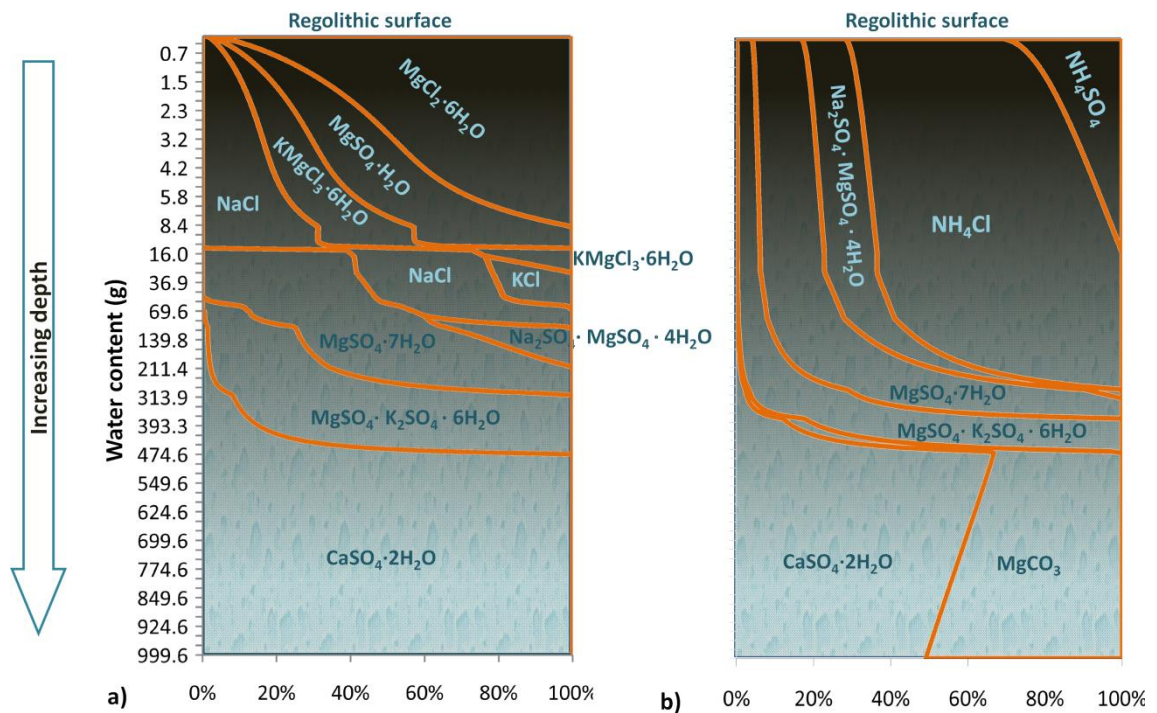 Regolithic surface
Regolithic surface
Increasing depth
Water content (g)
0.7
1.5
2.3
3.2
4.2
5.8
8.4
16.0
36.9
69.6
139.8
211.4
313.9
393.3
474.6
549.6
624.6
699.6
774.6
849.6
924.6
999.6
MgCl₂·6H₂O
MgSO₄·H₂O
KMgCl₃·6H₂O
NaCl
NaCl
KCl
KMgCl₃·6H₂O
Na₂SO₄· MgSO₄ · 4H₂O
MgSO₄·7H₂O
MgSO₄· K₂SO₄ · 6H₂O
CaSO₄·2H₂O
a)
0%
20%
40%
60%
80%
100%
NH₄SO₄
Na₂SO₄· MgSO₄· 4H₂O
NH₄Cl
MgSO₄·7H₂O
MgSO₄· K₂SO₄ · 6H₂O
CaSO₄·2H₂O
MgCO₃
b)
0%
20%
40%
60%
80%
100%